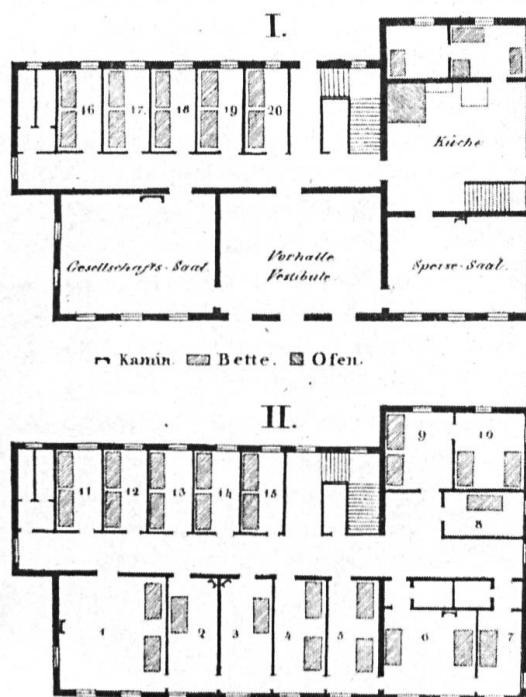 I.
16 17. 18 19 20
Küche
Gesellschafts-Saal.
Vorhalle
Vestibule.
Speise-Saal.
Kamin. Bette. Ofen.
II.
9 10
11 12 13 14 15
8
1 2 3 4 5 6 7